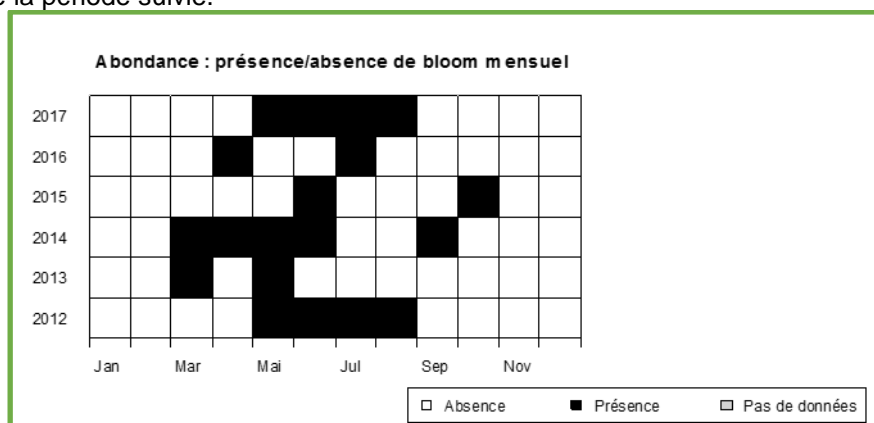 e la période suivie.
Abondance : présence/absence de bloom mensuel
2017
2016
2015
2014
2013
2012
Jan Mar Mai Jul Sep Nov
Absence Présence Pas de données